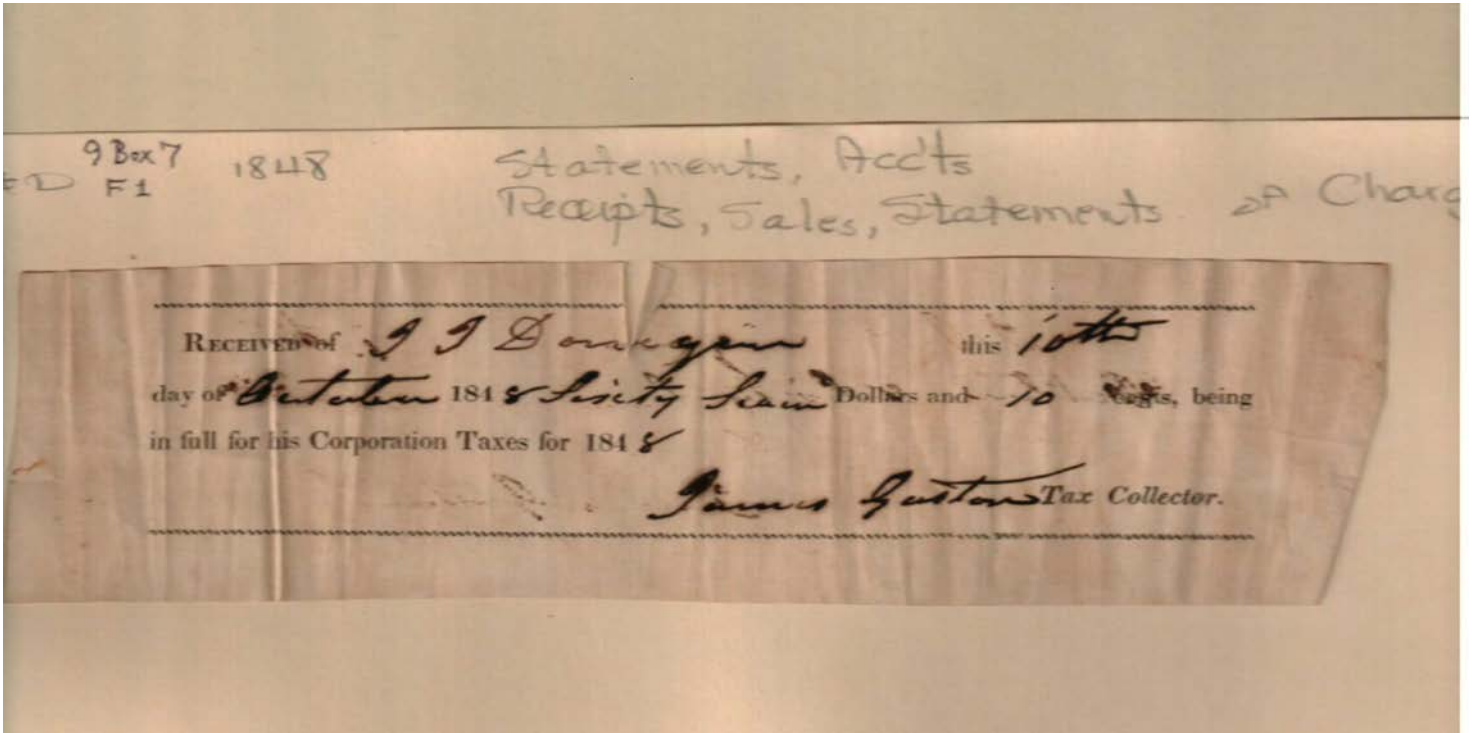 9 Box 7 1848 Statements, Acc'ts
ED F1 Receipts, Sales, Statements Charg
RECEIVED of J J Donegan this 10th
day of October 1848 Sixty Seven Dollars and 10 Cents, being
in full for his Corporation Taxes for 1848
James Gaston Tax Collector.